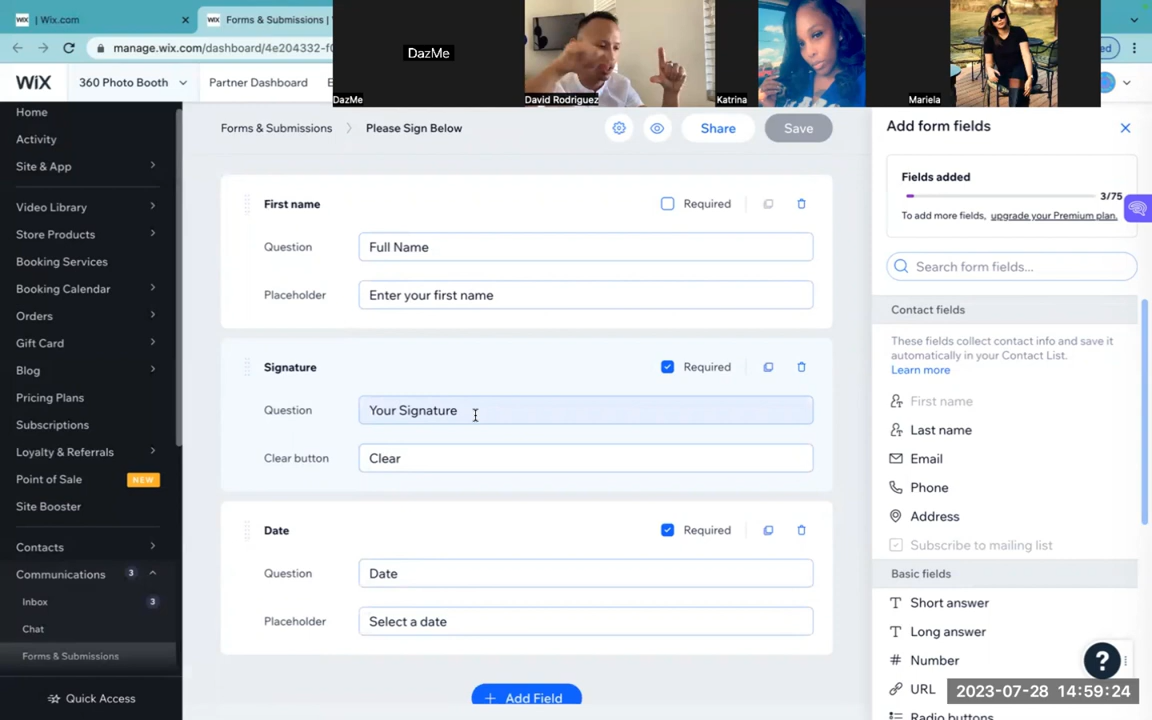 WiX | Wix.com ×
WiX Forms & Submissions |
manage.wix.com/dashboard/4e204332-f
DazMe
DazMe
David Rodriguez
Katrina
Mariela
WiX
360 Photo Booth
Partner Dashboard
Home
Activity
Site & App
Video Library
Store Products
Booking Services
Booking Calendar
Orders
Gift Card
Blog
Pricing Plans
Subscriptions
Loyalty & Referrals
Point of Sale NEW
Site Booster
Contacts
Communications 3
Inbox 3
Chat
Forms & Submissions
Quick Access
Forms & Submissions > Please Sign Below
Share
Save
First name Required
Question Full Name
Placeholder Enter your first name
Signature Required
Question Your Signature
Clear button Clear
Date Required
Question Date
Placeholder Select a date
+ Add Field
Add form fields
Fields added
3/75
To add more fields, upgrade your Premium plan.
Search form fields...
Contact fields
These fields collect contact info and save it
automatically in your Contact List.
Learn more
First name
Last name
Email
Phone
Address
Subscribe to mailing list
Basic fields
Short answer
Long answer
# Number
URL
Radio buttons
?
2023-07-28 14:59:24